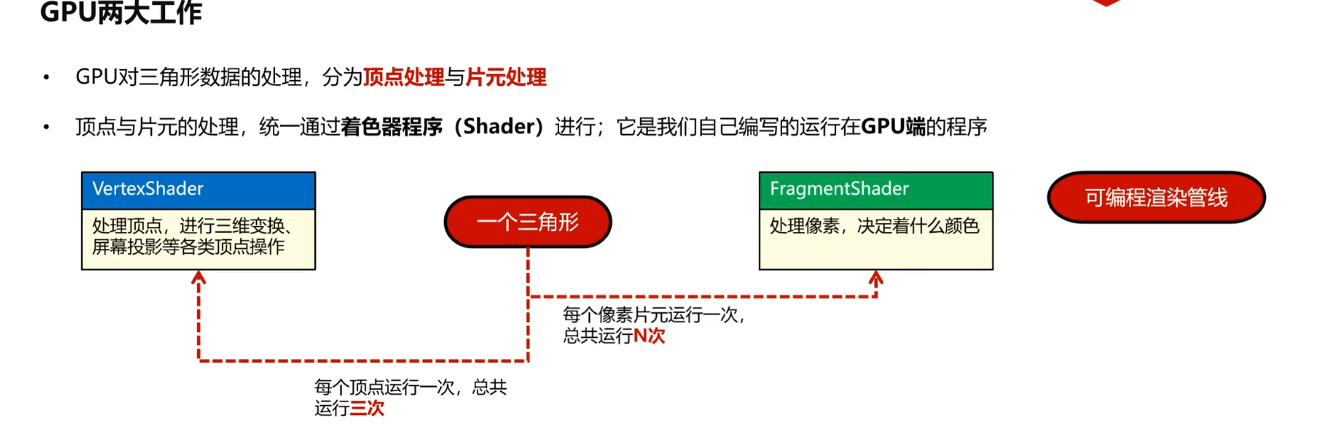 GPU两大工作
• GPU对三角形数据的处理，分为顶点处理与片元处理
• 顶点与片元的处理，统一通过着色器程序（Shader）进行；它是我们自己编写的运行在GPU端的程序
VertexShader
处理顶点，进行三维变换、
屏幕投影等各类顶点操作
一个三角形
FragmentShader
处理像素，决定着什么颜色
可编程渲染管线
每个像素片元运行一次，
总共运行N次
每个顶点运行一次，总共
运行三次